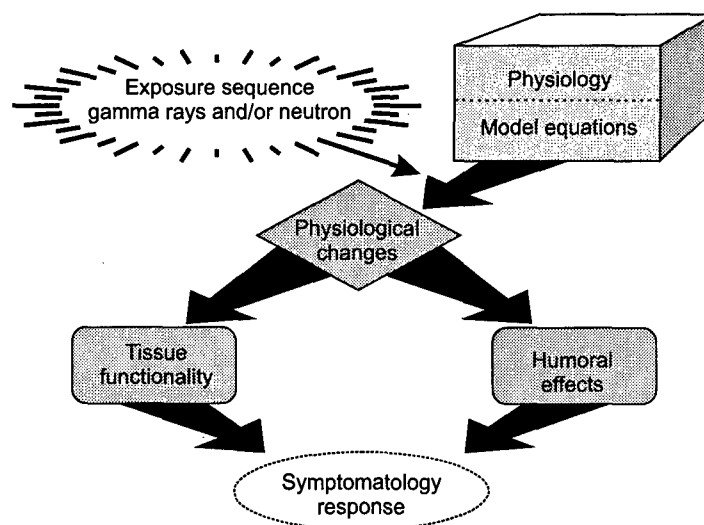 Exposure sequence
gamma rays and/or neutron
Physiology
Model equations
Physiological
changes
Tissue
functionality
Humoral
effects
Symptomatology
response